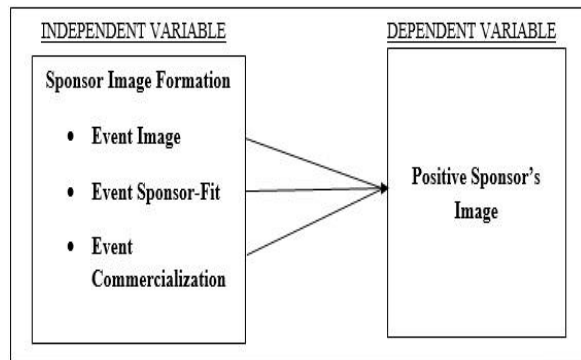 INDEPENDENT VARIABLE
Sponsor Image Formation
• Event Image
• Event Sponsor-Fit
• Event
Commercialization
DEPENDENT VARIABLE
Positive Sponsor's
Image